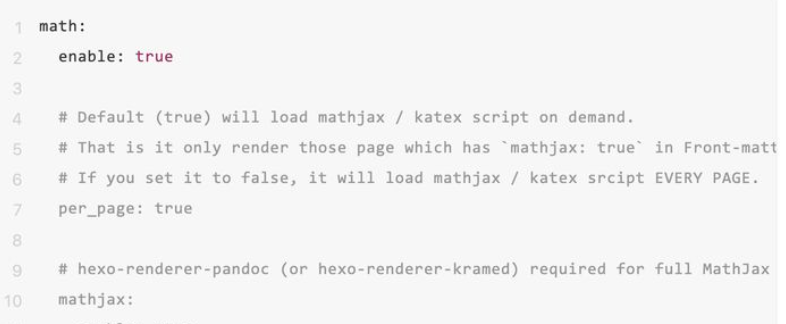 1 math:
2 enable: true
3
4 # Default (true) will load mathjax / katex script on demand.
5 # That is it only render those page which has `mathjax: true` in Front-matt
6 # If you set it to false, it will load mathjax / katex srcipt EVERY PAGE.
7 per_page: true
8
9 # hexo-renderer-pandoc (or hexo-renderer-kramed) required for full MathJax
10 mathjax: